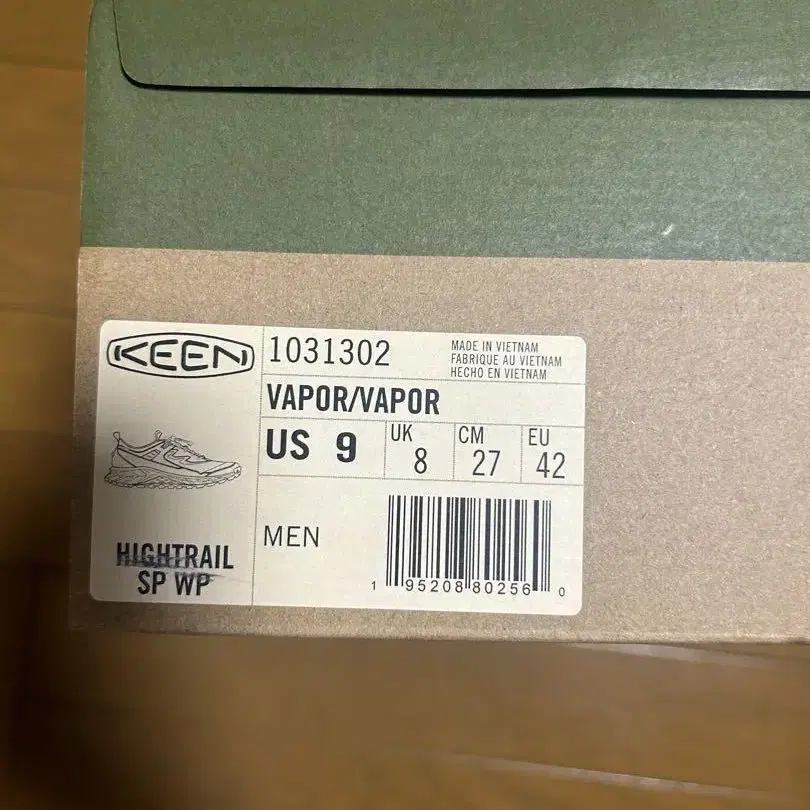 KEEN
1031302
MADE IN VIETNAM
FABRIQUE AU VIETNAM
HECHO EN VIETNAM
VAPOR/VAPOR
US 9
UK 8
CM 27
EU 42
MEN
HIGHTRAIL
SP WP
1 95208 80256 0